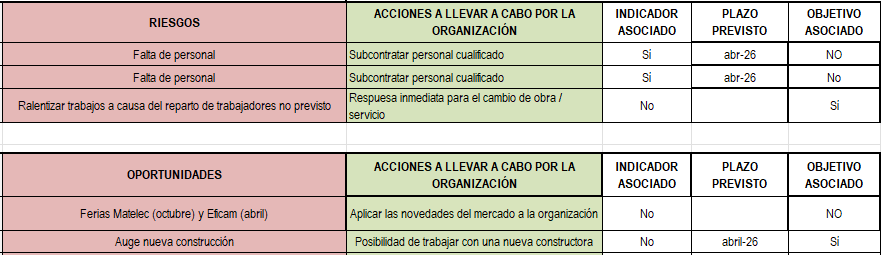 RIESGOS
ACCIONES A LLEVAR A CABO POR LA
ORGANIZACIÓN
INDICADOR
ASOCIADO
PLAZO
PREVISTO
OBJETIVO
ASOCIADO
Falta de personal
Subcontratar personal cualificado
Sí
abr-26
NO
Falta de personal
Subcontratar personal cualificado
Sí
abr-26
No
Ralentizar trabajos a causa del reparto de trabajadores no previsto
Respuesa inmediata para el cambio de obra /
servicio
No
Sí
OPORTUNIDADES
ACCIONES A LLEVAR A CABO POR LA
ORGANIZACIÓN
INDICADOR
ASOCIADO
PLAZO
PREVISTO
OBJETIVO
ASOCIADO
Ferias Matelec (octubre) y Eficam (abril)
Aplicar las novedades del mercado a la organización
No
NO
Auge nueva construcción
Posibilidad de trabajar con una nueva constructora
No
abril-26
Sí